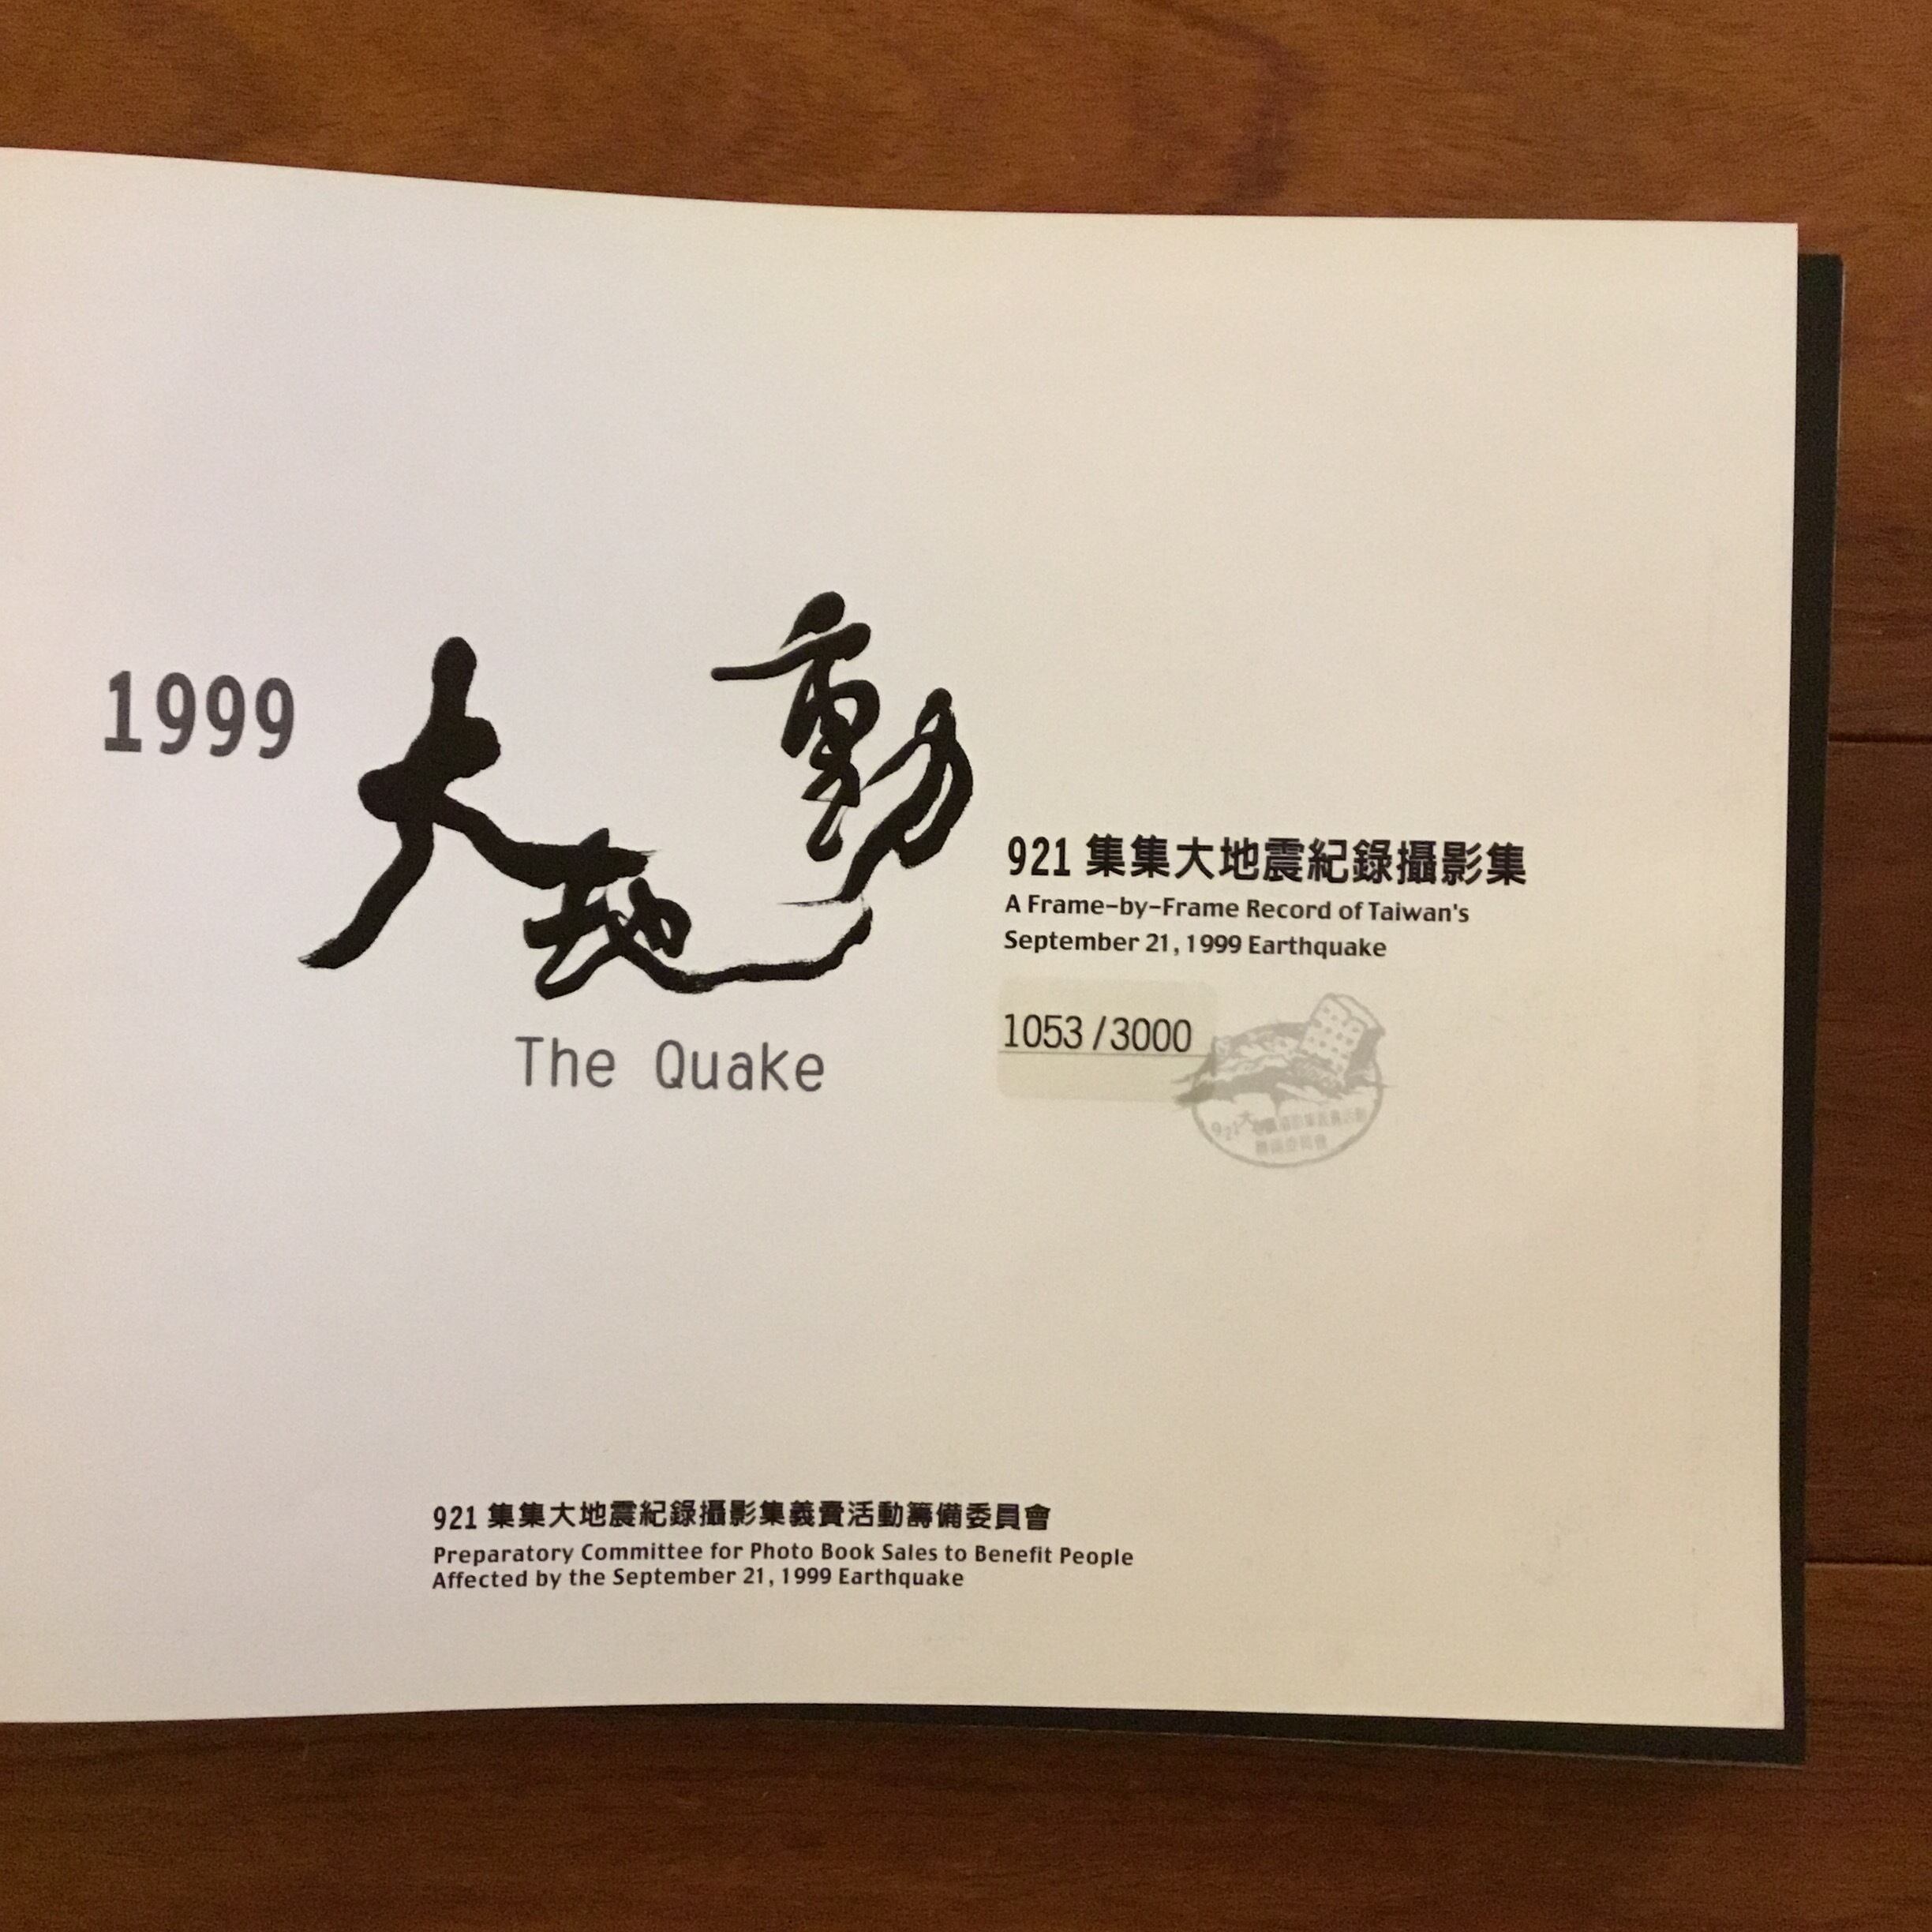 1999
大地動
The Quake
921 集集大地震紀錄攝影集
A Frame-by-Frame Record of Taiwan's
September 21, 1999 Earthquake
1053 / 3000
921 集集大地震紀錄攝影集義賣活動籌備委員會
Preparatory Committee for Photo Book Sales to Benefit People
Affected by the September 21, 1999 Earthquake